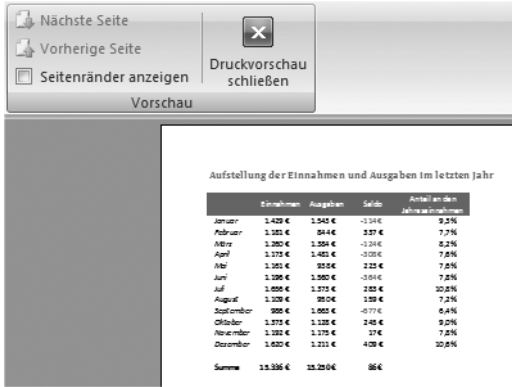 Nächste Seite
Vorherige Seite
Seitenränder anzeigen
Druckvorschau
schließen
Vorschau
Aufstellung der Einnahmen und Ausgaben im letzten Jahr
Einnahmen Ausgaben Saldo Anteil an den
Jahreseinnahmen
Januar 1.429 € 1.543 € -114 € 9,3%
Februar 1.181 € 844 € 337 € 7,7%
März 1.260 € 1.384 € -124 € 8,2%
April 1.173 € 1.481 € -308 € 7,6%
Mai 1.161 € 938 € 223 € 7,6%
Juni 1.196 € 1.560 € -364 € 7,8%
Juli 1.656 € 1.373 € 283 € 10,8%
August 1.109 € 950 € 159 € 7,2%
September 986 € 1.663 € -677 € 6,4%
Oktober 1.373 € 1.128 € 245 € 9,0%
November 1.192 € 1.175 € 17 € 7,8%
Dezember 1.620 € 1.211 € 409 € 10,6%
Summe 15.336 € 15.250 € 86 €